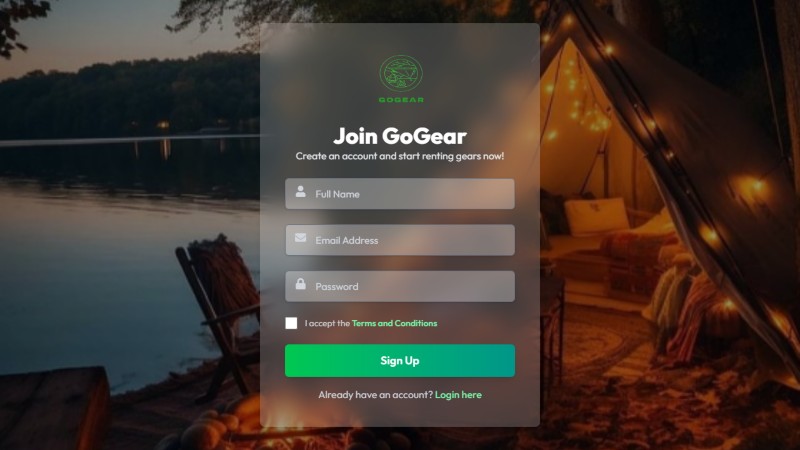 GOGEAR
Join GoGear
Create an account and start renting gears now!
Full Name
Email Address
Password
I accept the Terms and Conditions
Sign Up
Already have an account? Login here